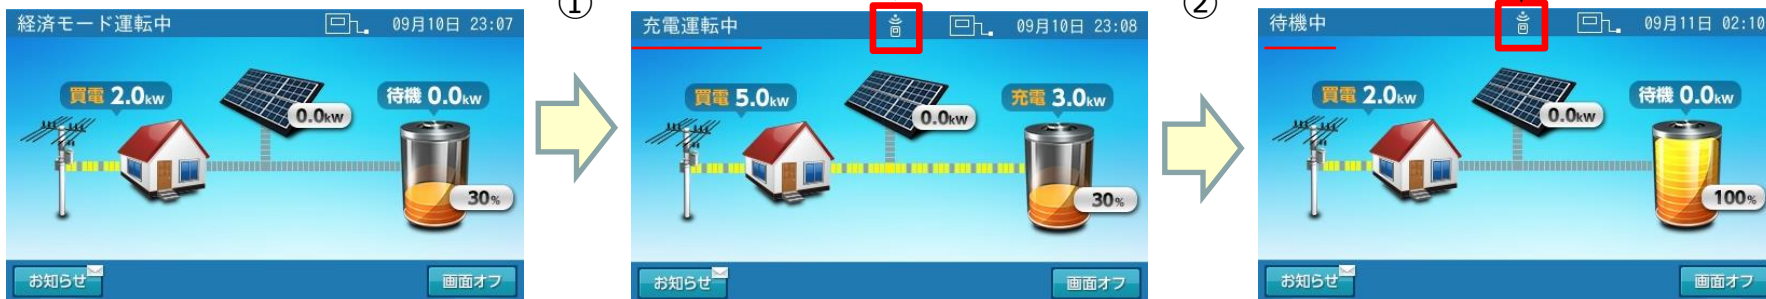 ①
②
経済モード運転中 09月10日 23:07
買電 2.0kw
待機 0.0kw
0.0kw
30%
お知らせ
画面オフ
充電運転中 09月10日 23:08
買電 5.0kw
充電 3.0kw
0.0kw
30%
お知らせ
画面オフ
待機中 09月11日 02:10
買電 2.0kw
待機 0.0kw
0.0kw
100%
お知らせ
画面オフ